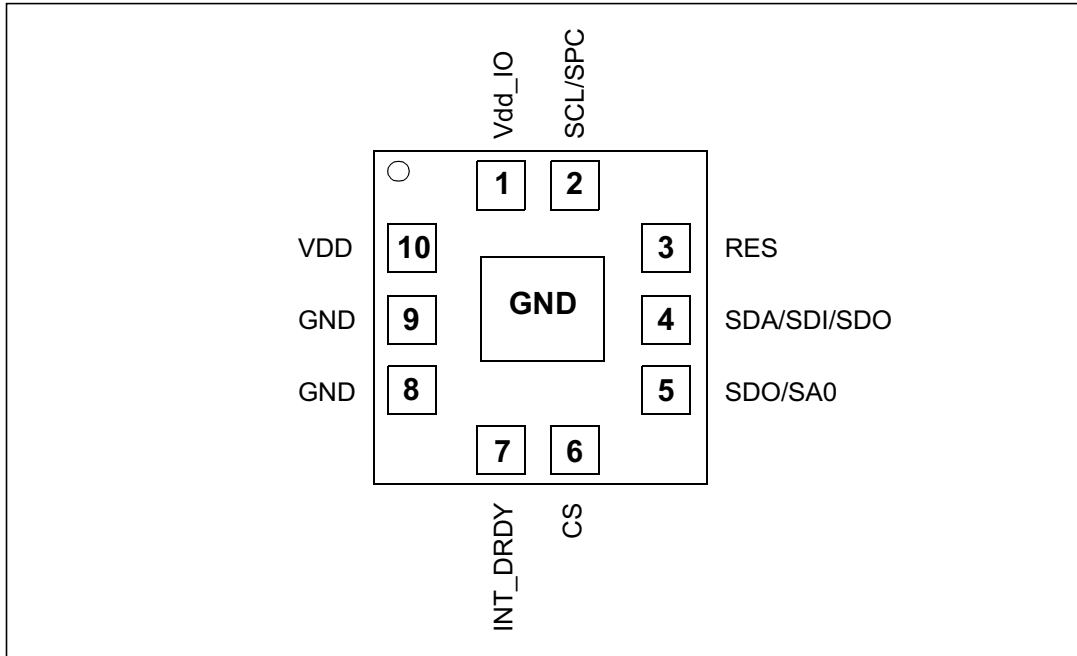 Vdd_IO
SCL/SPC
1
2
VDD
10
3
RES
GND
GND
9
4
SDA/SDI/SDO
GND
8
5
SDO/SA0
7
6
INT_DRDY
CS